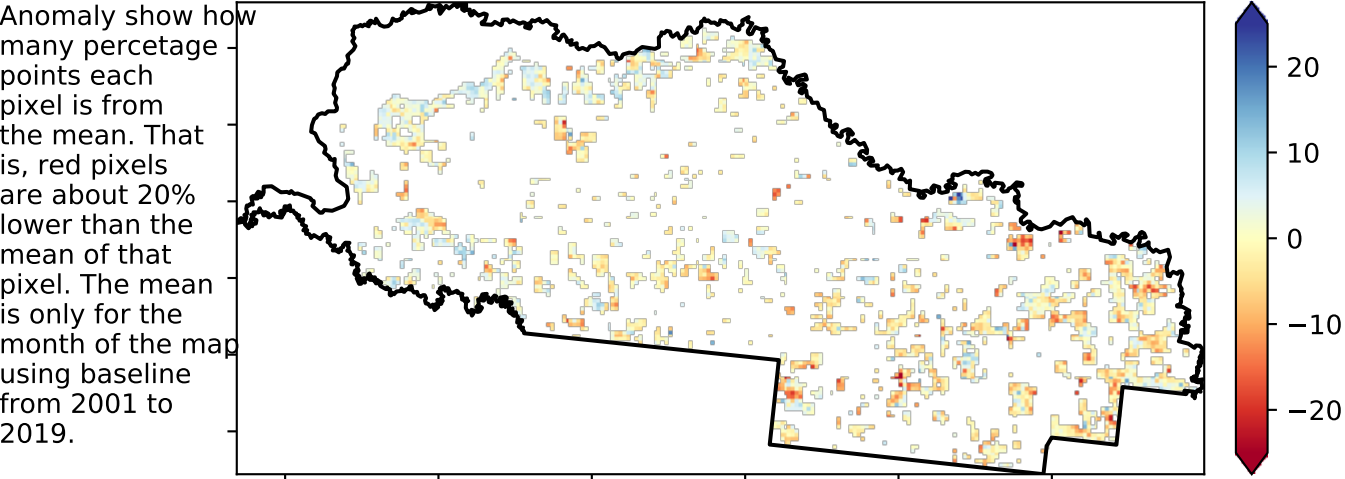 Anomaly show how
many percetage
points each
pixel is from
the mean. That
is, red pixels
are about 20%
lower than the
mean of that
pixel. The mean
is only for the
month of the map
using baseline
from 2001 to
2019.
20
10
0
−10
−20